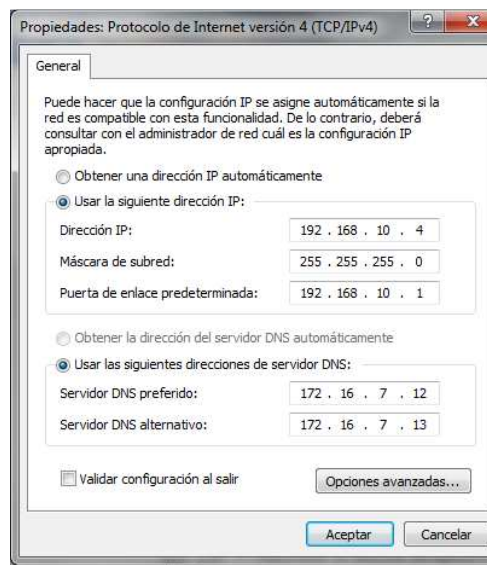 Propiedades: Protocolo de Internet versión 4 (TCP/IPv4)
General
Puede hacer que la configuración IP se asigne automáticamente si la
red es compatible con esta funcionalidad. De lo contrario, deberá
consultar con el administrador de red cuál es la configuración IP
apropiada.
Obtener una dirección IP automáticamente
Usar la siguiente dirección IP:
Dirección IP: 192 . 168 . 10 . 4
Máscara de subred: 255 . 255 . 255 . 0
Puerta de enlace predeterminada: 192 . 168 . 10 . 1
Obtener la dirección del servidor DNS automáticamente
Usar las siguientes direcciones de servidor DNS:
Servidor DNS preferido: 172 . 16 . 7 . 12
Servidor DNS alternativo: 172 . 16 . 7 . 13
Validar configuración al salir Opciones avanzadas...
Aceptar Cancelar